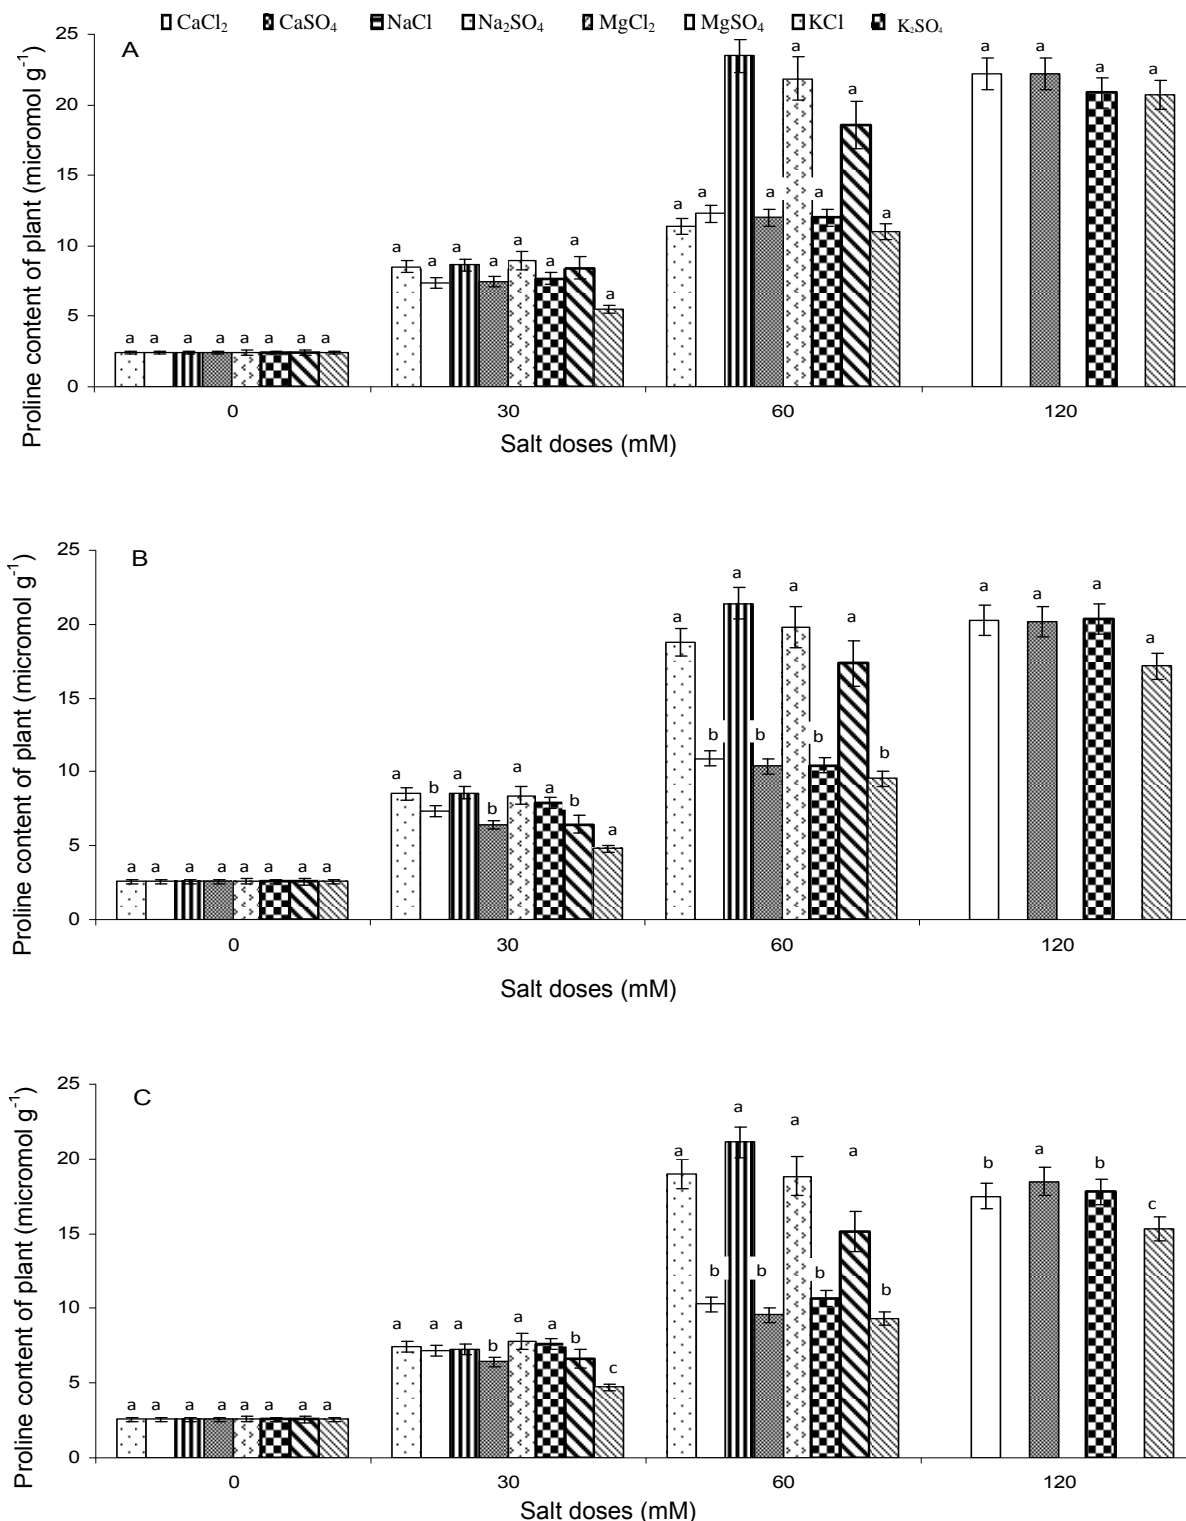 CaCl₂ CaSO₄ NaCl Na₂SO₄ MgCl₂ MgSO₄ KCl K₂SO₄
A
Proline content of plant (micromol g⁻¹)
25
20
15
10
5
0
a a a a a a a a
a a a a a a a a
a a a a a a a
a a a a
0 30 60 120
Salt doses (mM)
B
Proline content of plant (micromol g⁻¹)
25
20
15
10
5
0
a a a a a a a a
a b a b a a b a
a b a b a b a b
a a a a
0 30 60 120
Salt doses (mM)
C
Proline content of plant (micromol g⁻¹)
25
20
15
10
5
0
a a a a a a a a
a a a b a a b c
a b a b a b a b
b a b c
0 30 60 120
Salt doses (mM)